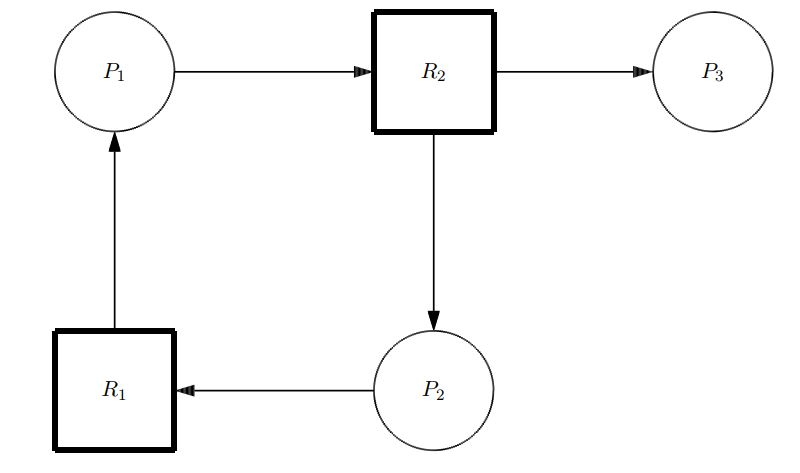 P₁ R₂ P₃
R₁ P₂